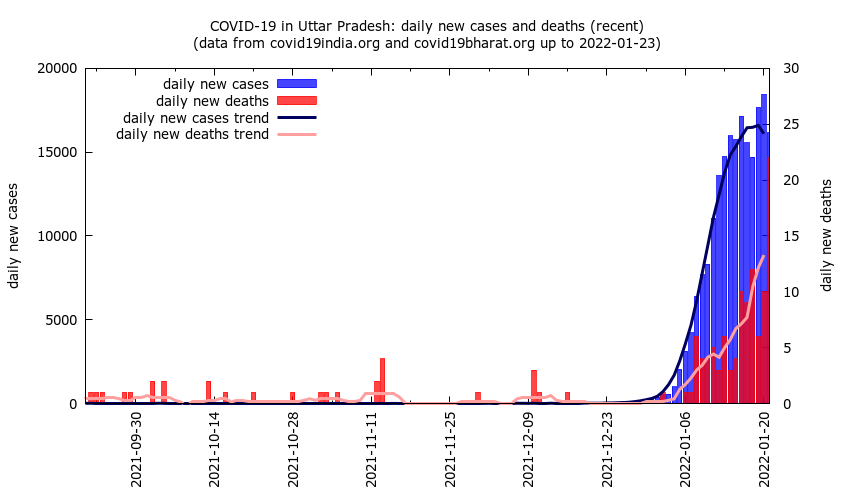 COVID-19 in Uttar Pradesh: daily new cases and deaths (recent)
(data from covid19india.org and covid19bharat.org up to 2022-01-23)
daily new cases
daily new deaths
daily new cases trend
daily new deaths trend
daily new cases
20000
15000
10000
5000
0
30
25
20
15
10
5
0
daily new deaths
2021-09-30
2021-10-14
2021-10-28
2021-11-11
2021-11-25
2021-12-09
2021-12-23
2022-01-06
2022-01-20